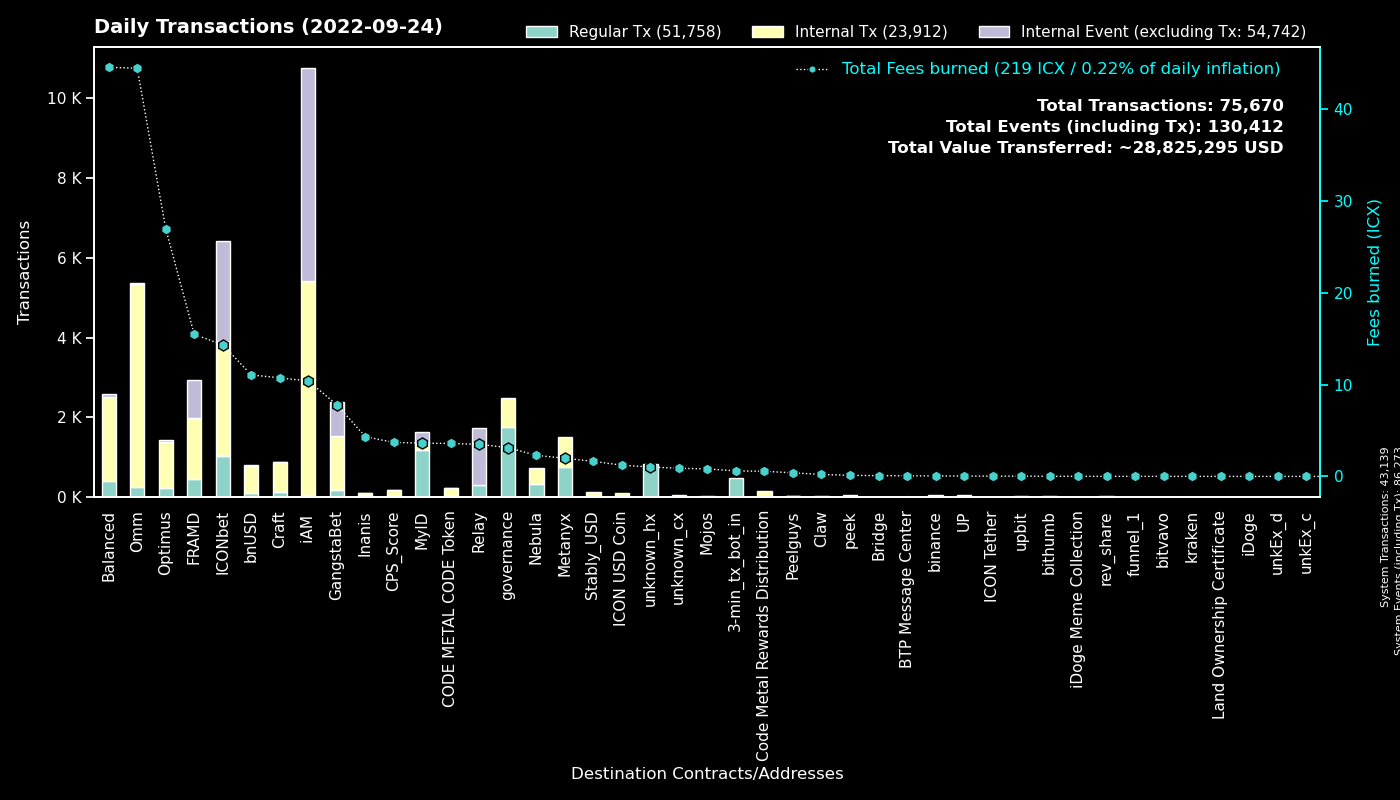 Daily Transactions (2022-09-24)
Regular Tx (51,758)
Internal Tx (23,912)
Internal Event (excluding Tx: 54,742)
Total Fees burned (219 ICX / 0.22% of daily inflation)
Total Transactions: 75,670
Total Events (including Tx): 130,412
Total Value Transferred: ~28,825,295 USD
Transactions
10 K
8 K
6 K
4 K
2 K
0 K
40
30
20
10
0
Fees burned (ICX)
Balanced
Omm
Optimus
FRAMD
ICONbet
bnUSD
Craft
iAM
GangstaBet
Inanis
CPS_Score
MyID
CODE METAL CODE Token
Relay
governance
Nebula
Metanyx
Stably_USD
ICON USD Coin
unknown_hx
unknown_cx
Mojos
3-min_tx_bot_in
Code Metal Rewards Distribution
Peelguys
Claw
peek
Bridge
BTP Message Center
binance
UP
ICON Tether
upbit
bithumb
iDoge Meme Collection
rev_share
funnel_1
bitvavo
kraken
Land Ownership Certificate
iDoge
unkEx_d
unkEx_c
Destination Contracts/Addresses
System Transactions: 43,139
System Events (including Tx): 86,273